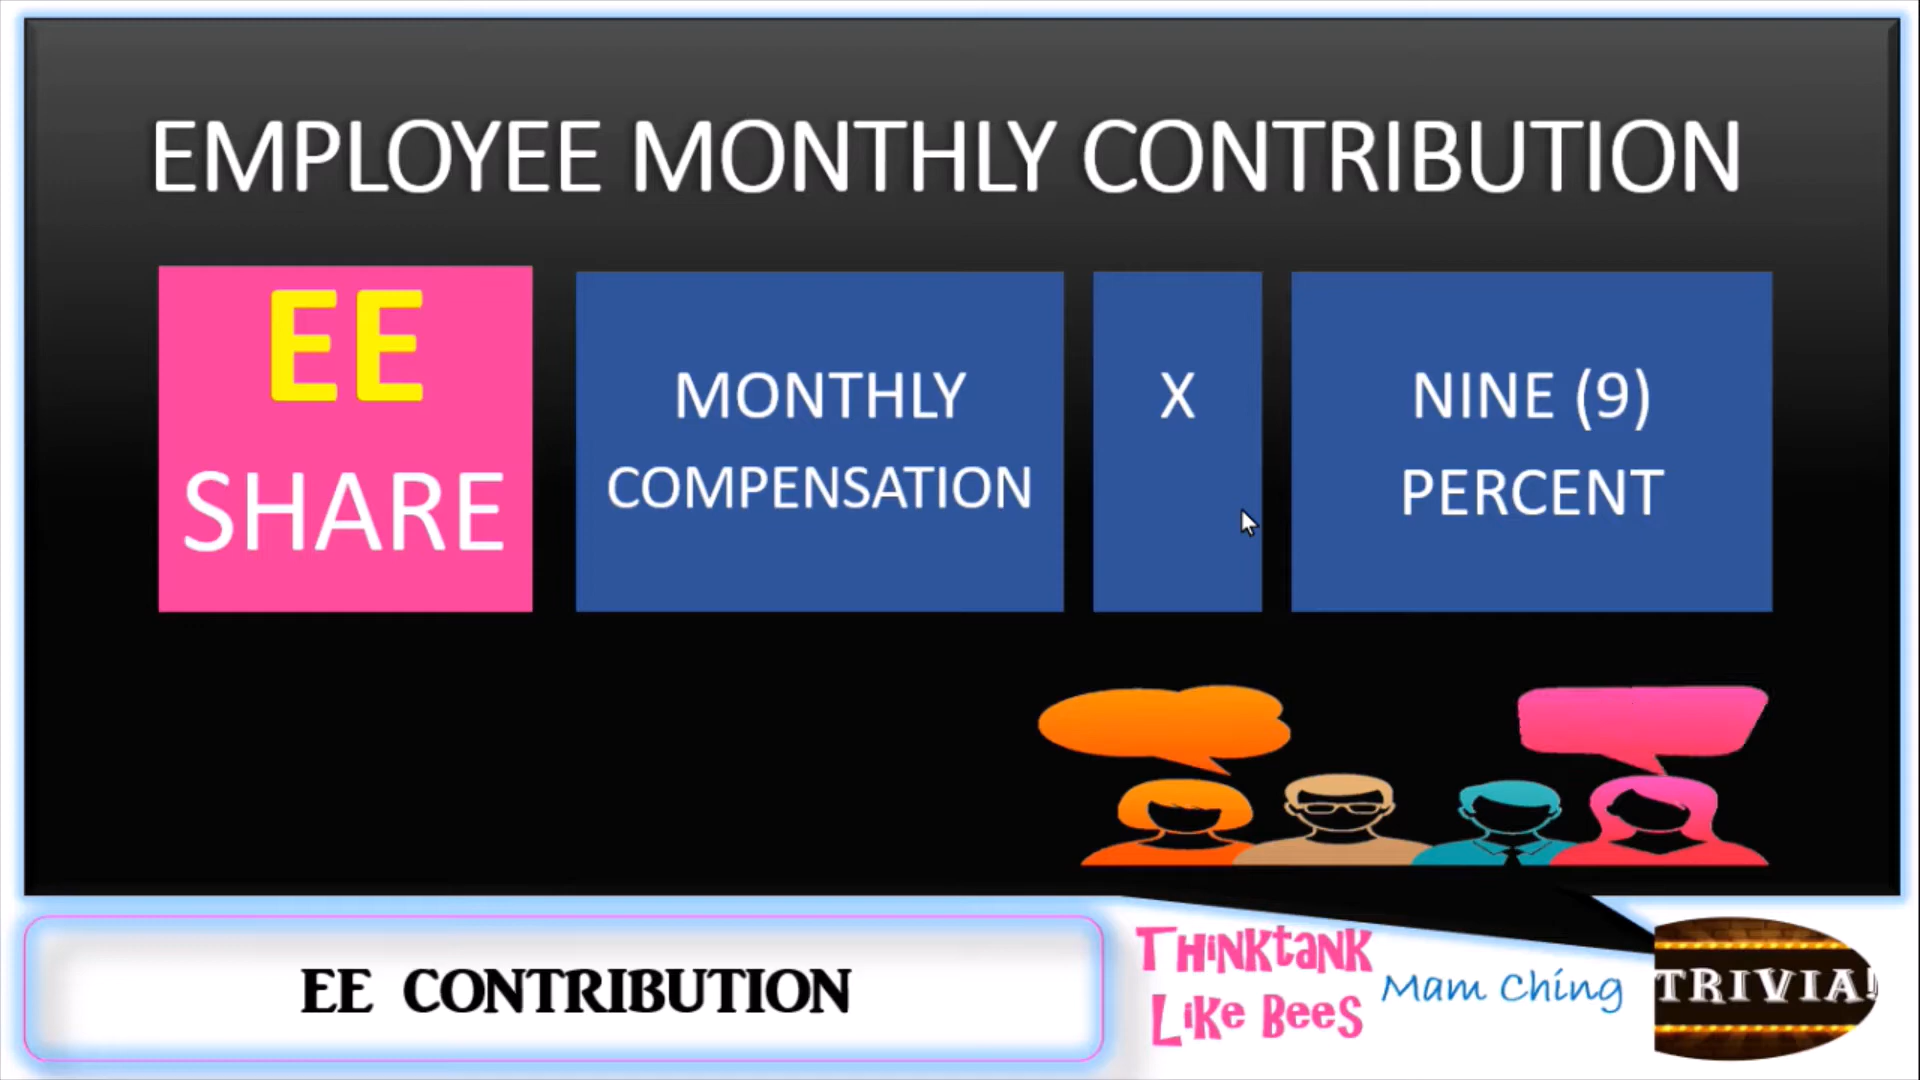 EMPLOYEE MONTHLY CONTRIBUTION
EE
SHARE
MONTHLY
COMPENSATION
X
NINE (9)
PERCENT
EE CONTRIBUTION
THiNKtaNK
LiKe BeeS
Mam Ching
TRIVIA!